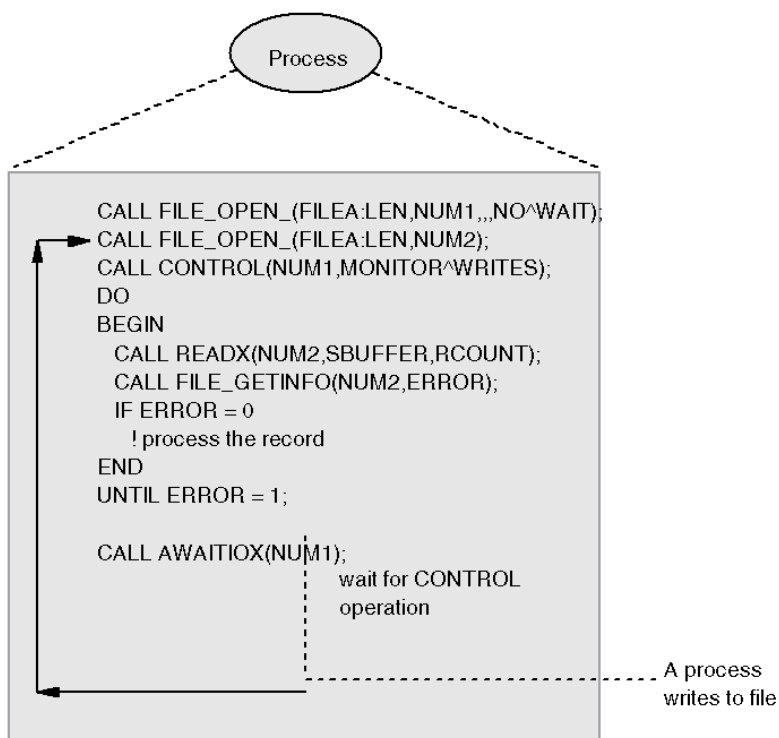 Process
CALL FILE_OPEN_(FILEA:LEN,NUM1,,,NO^WAIT);
CALL FILE_OPEN_(FILEA:LEN,NUM2);
CALL CONTROL(NUM1,MONITOR^WRITES);
DO
BEGIN
CALL READX(NUM2,SBUFFER,RCOUNT);
CALL FILE_GETINFO(NUM2,ERROR);
IF ERROR = 0
! process the record
END
UNTIL ERROR = 1;
CALL AWAITIOX(NUM1);
wait for CONTROL
operation
A process
writes to file